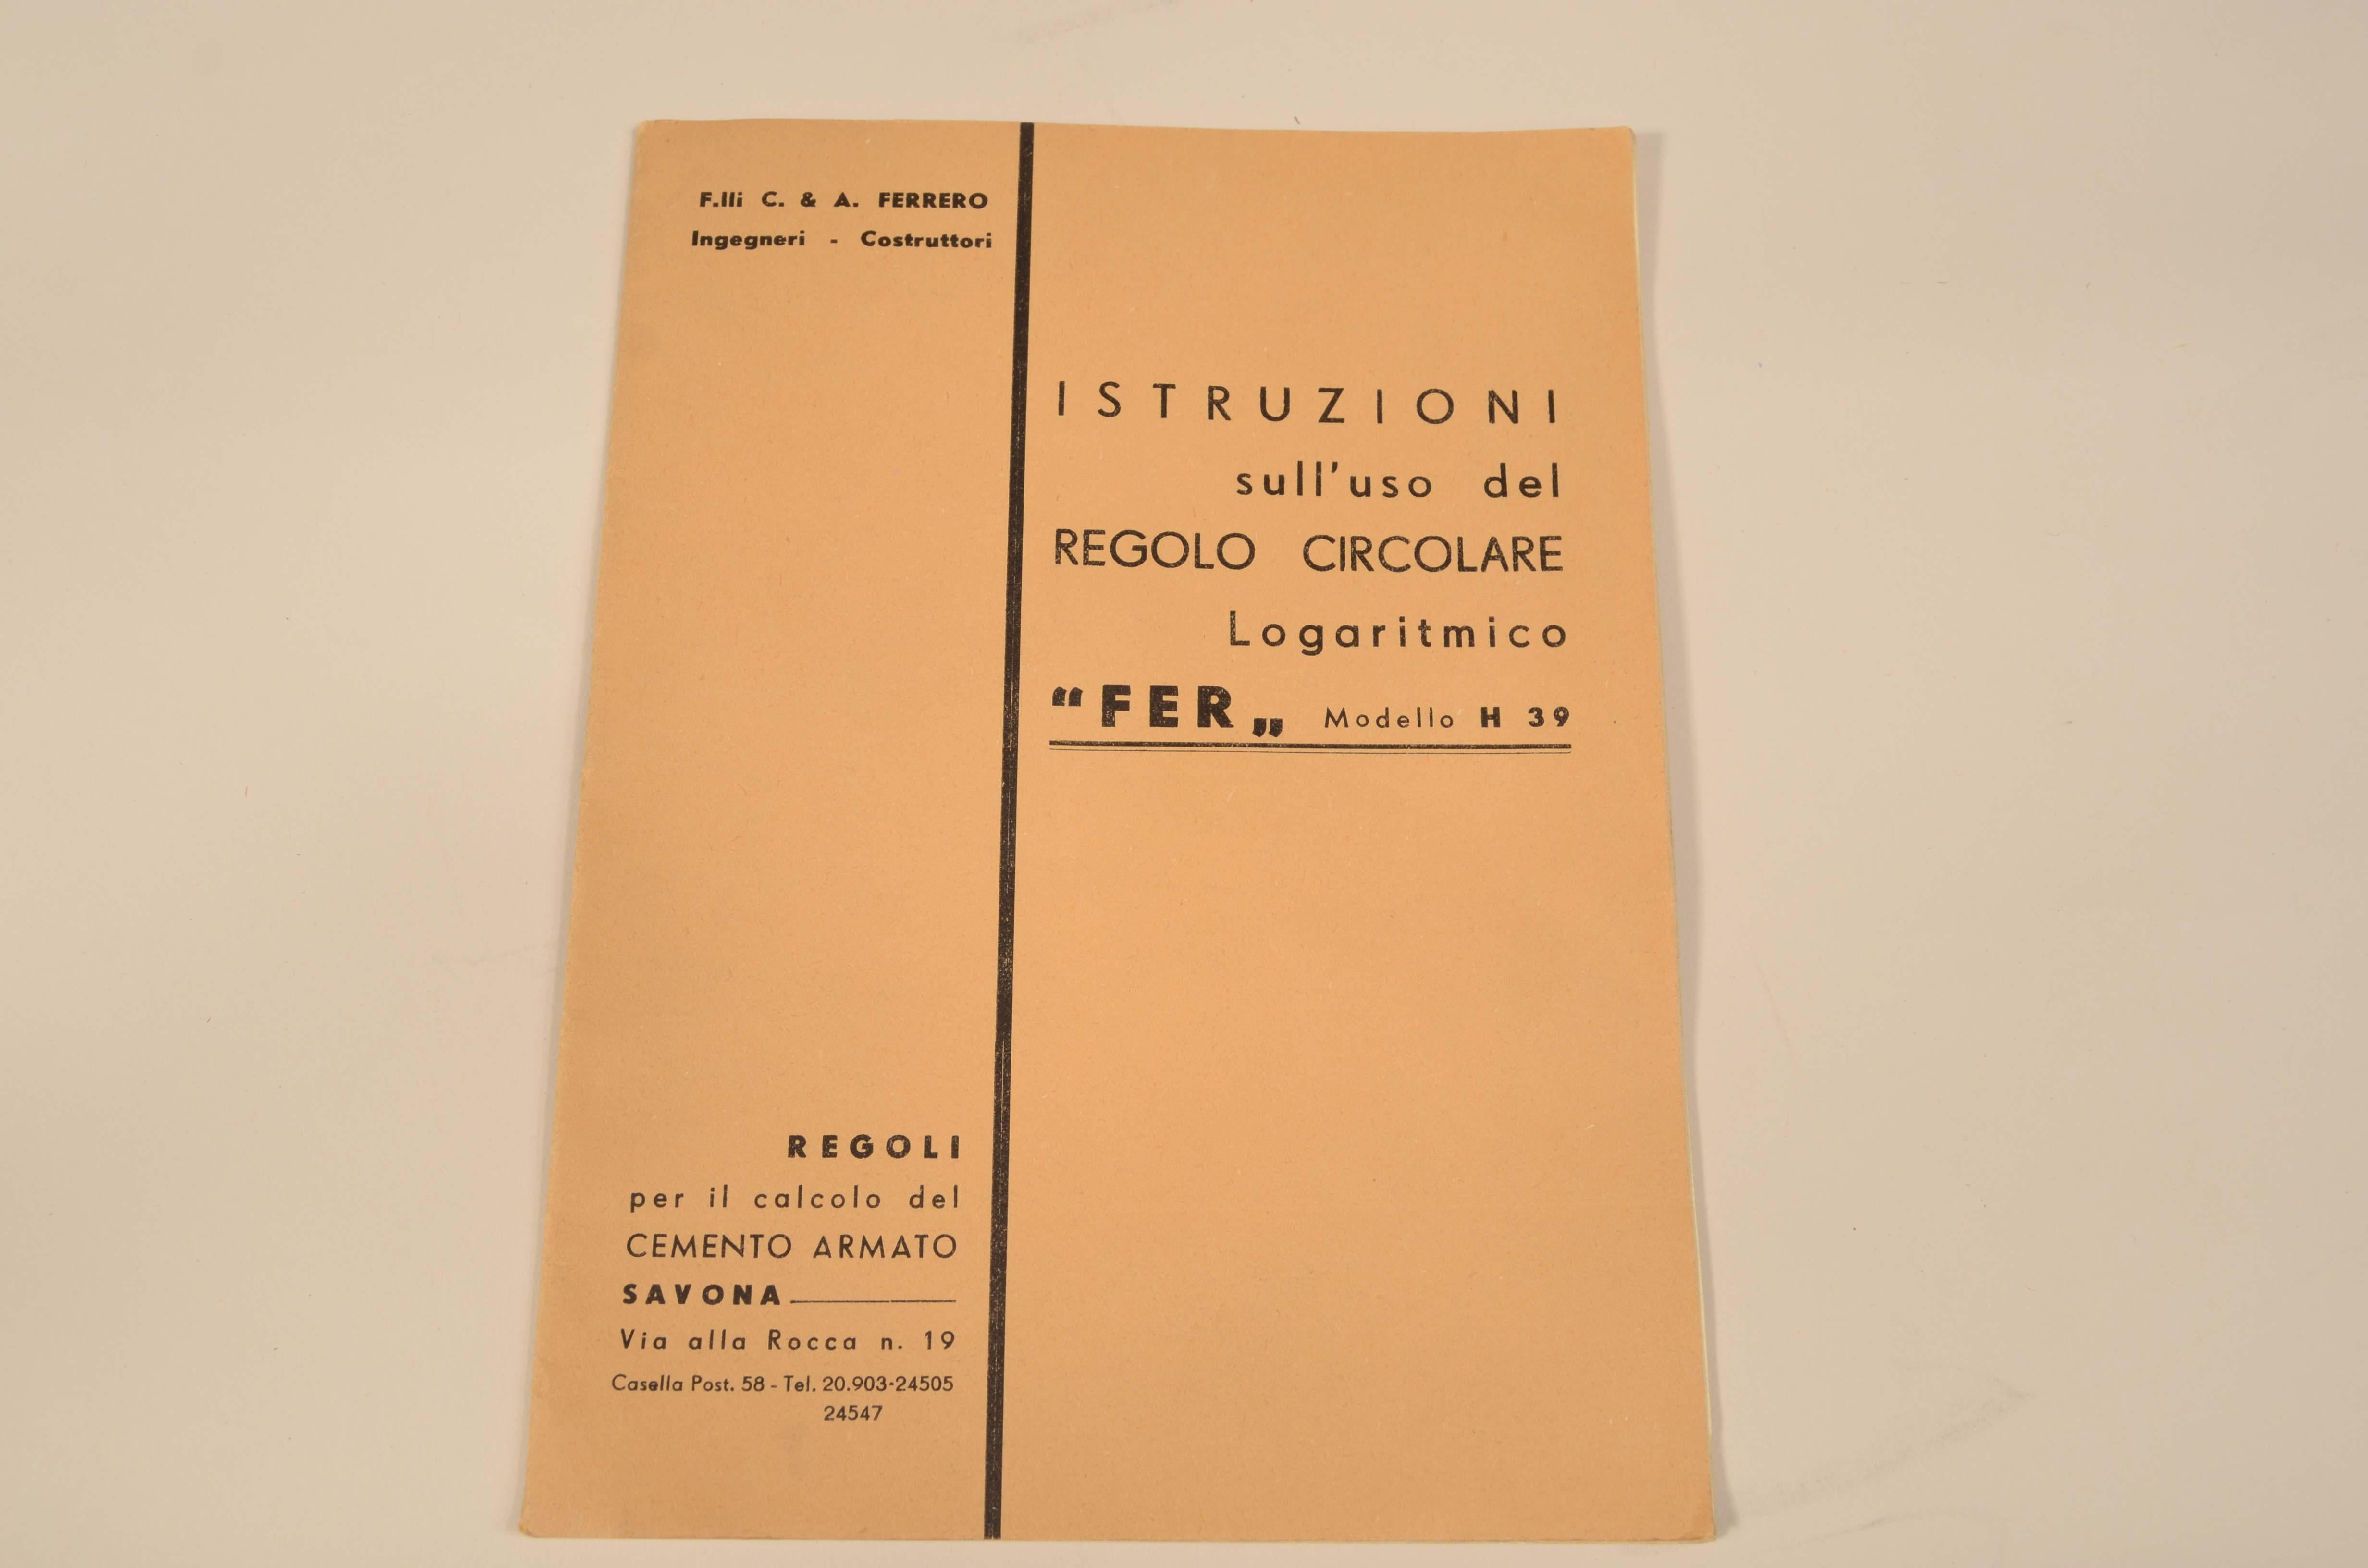 F.lli C. & A. FERRERO
Ingegneri - Costruttori
ISTRUZIONI
sull'uso del
REGOLO CIRCOLARE
Logaritmico
“FER„ Modello H 39
REGOLI
per il calcolo del
CEMENTO ARMATO
SAVONA
Via alla Rocca n. 19
Casella Post. 58 - Tel. 20.903-24505
24547